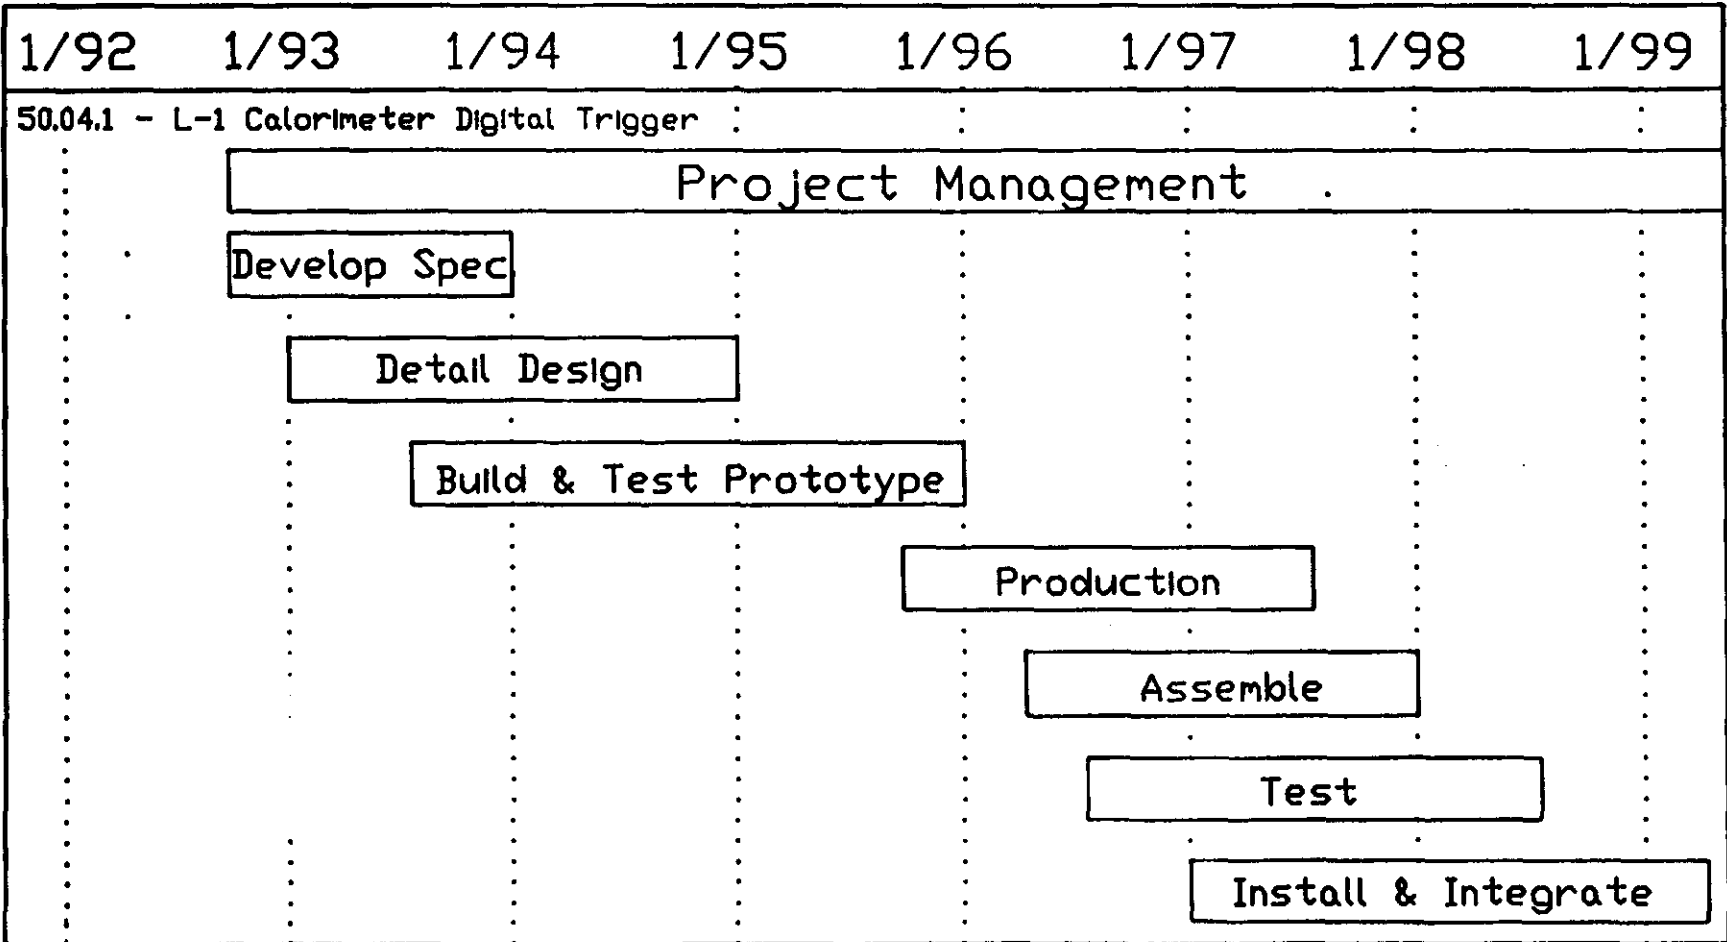 1/92 1/93 1/94 1/95 1/96 1/97 1/98 1/99
50.04.1 - L-1 Calorimeter Digital Trigger
Project Management
Develop Spec
Detail Design
Build & Test Prototype
Production
Assemble
Test
Install & Integrate